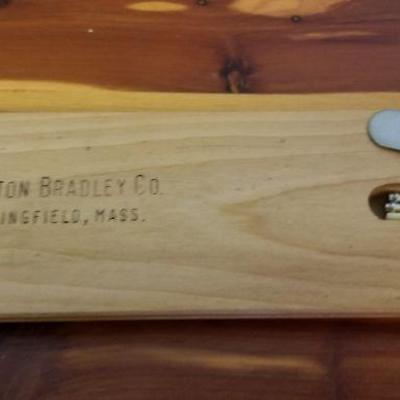 TON BRADLEY CO.
INGFIELD, MASS.